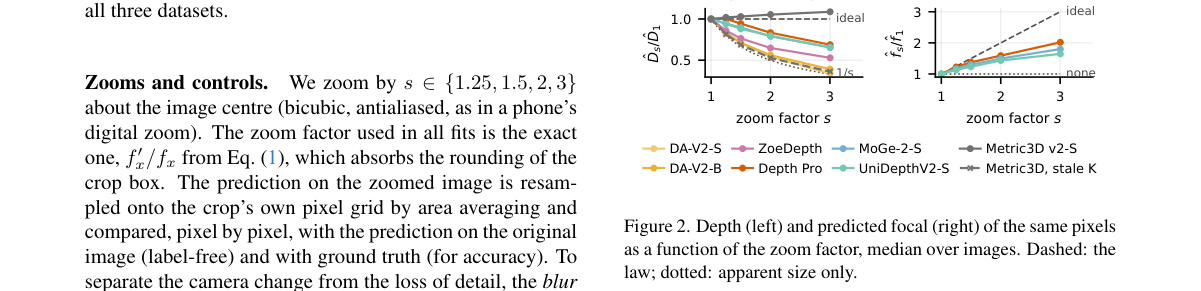 all three datasets.
Zooms and controls. We zoom by s ∈ {1.25, 1.5, 2, 3}
about the image centre (bicubic, antialiased, as in a phone's
digital zoom). The zoom factor used in all fits is the exact
one, f′x/fx from Eq. (1), which absorbs the rounding of the
crop box. The prediction on the zoomed image is resam-
pled onto the crop's own pixel grid by area averaging and
compared, pixel by pixel, with the prediction on the original
image (label-free) and with ground truth (for accuracy). To
separate the camera change from the loss of detail, the blur
D̂s/D̂1
1.0
0.5
ideal
1/s
1 2 3
zoom factor s
f̂s/f̂1
3
2
1
ideal
none
1 2 3
zoom factor s
DA-V2-S ZoeDepth MoGe-2-S Metric3D v2-S
DA-V2-B Depth Pro UniDepthV2-S Metric3D, stale K
Figure 2. Depth (left) and predicted focal (right) of the same pixels
as a function of the zoom factor, median over images. Dashed: the
law; dotted: apparent size only.